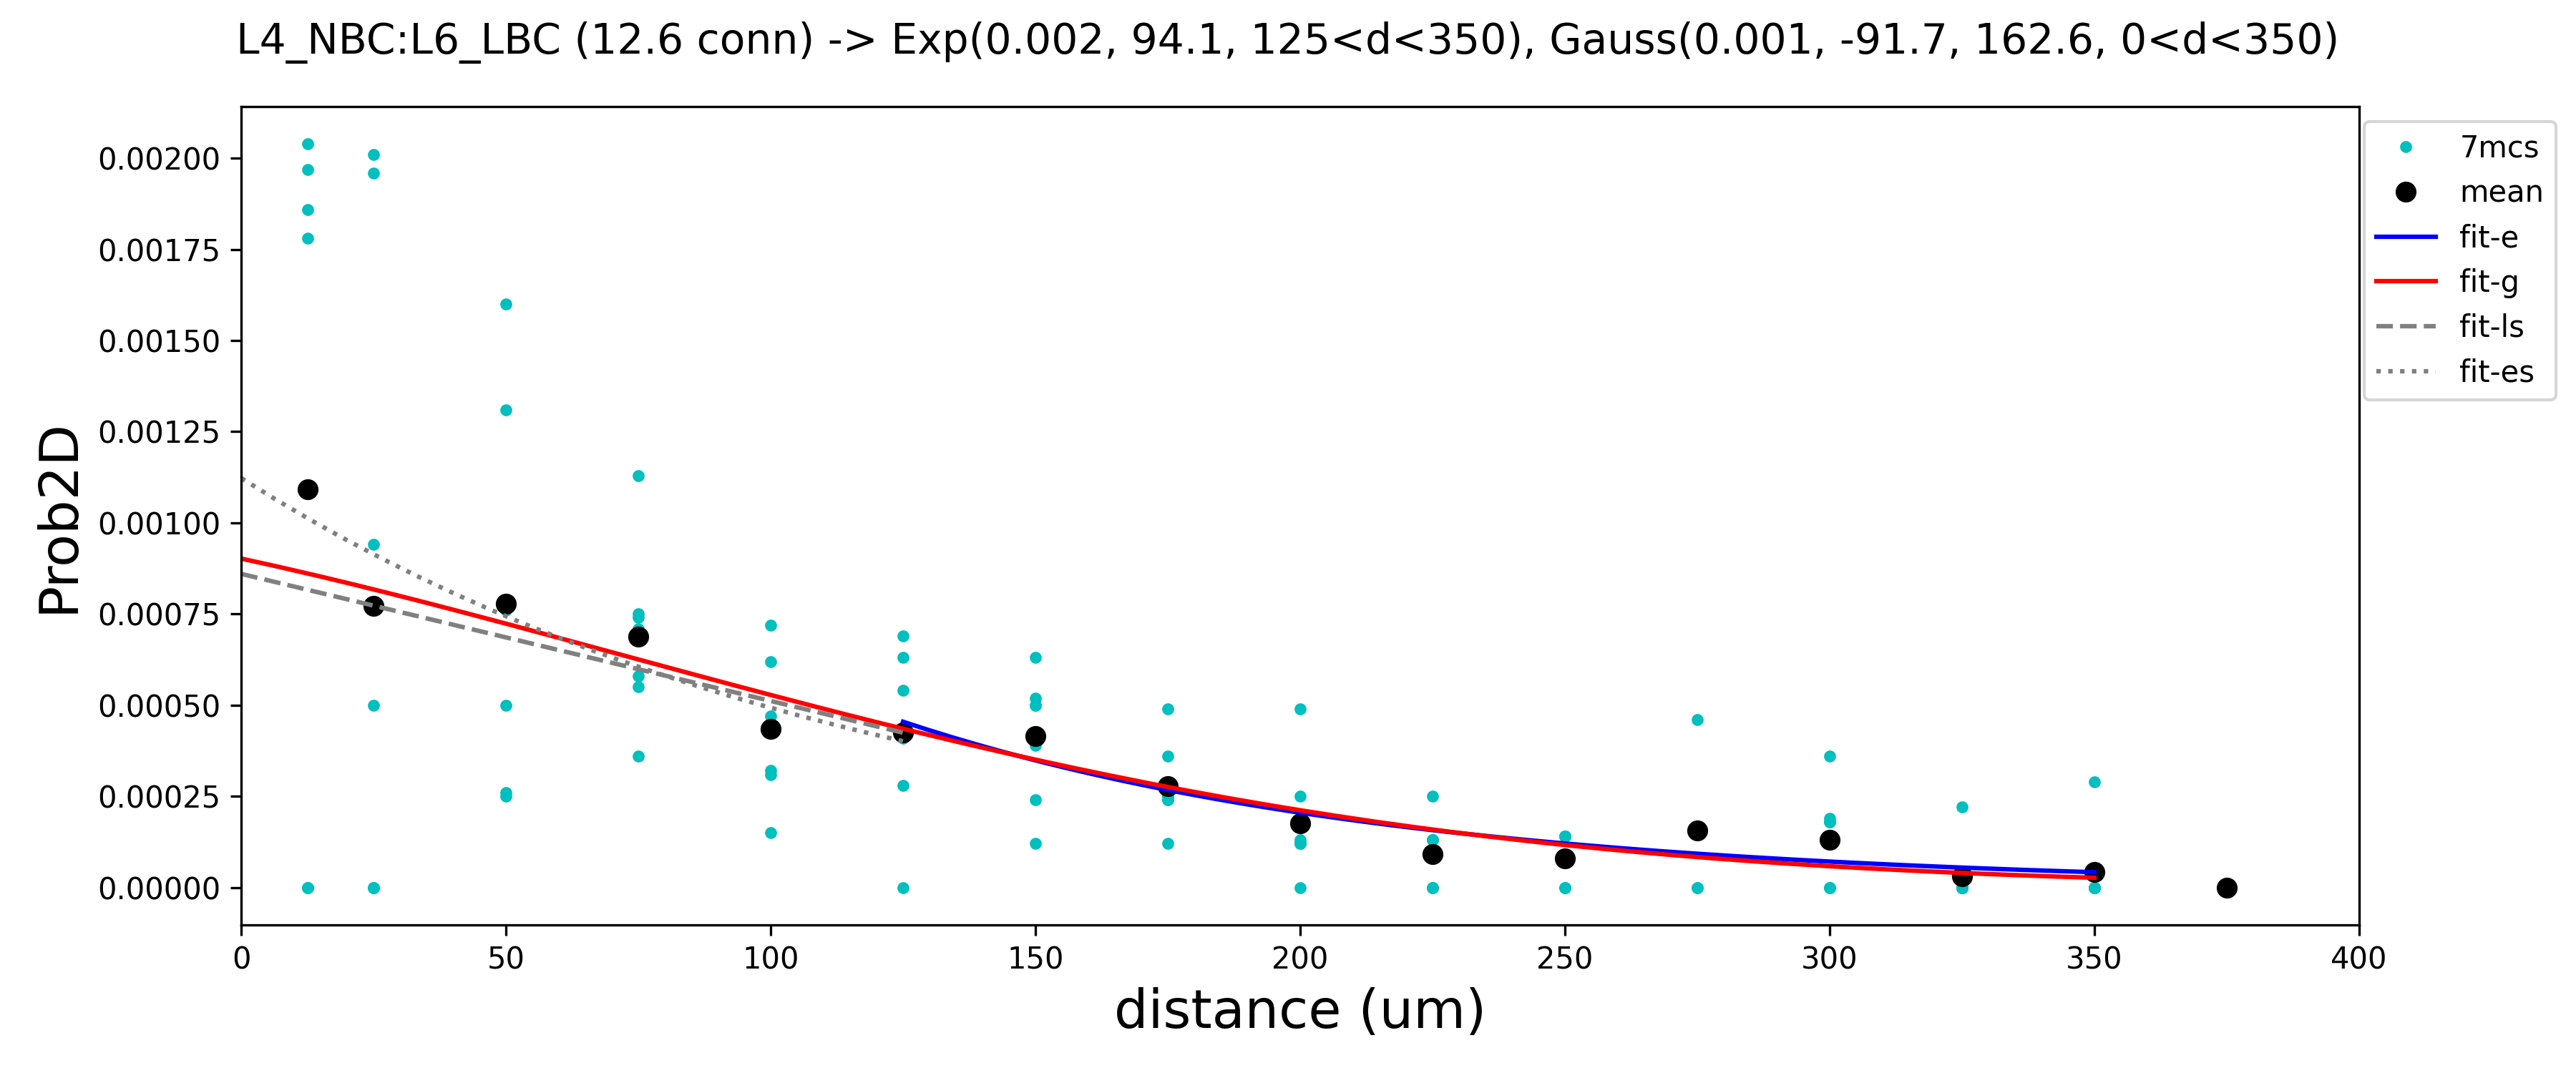 L4_NBC:L6_LBC (12.6 conn) -> Exp(0.002, 94.1, 125<d<350), Gauss(0.001, -91.7, 162.6, 0<d<350)
0.00200
0.00175
0.00150
0.00125
0.00100
0.00075
0.00050
0.00025
0.00000
Prob2D
0 50 100 150 200 250 300 350 400
distance (um)
7mcs
mean
fit-e
fit-g
fit-ls
fit-es